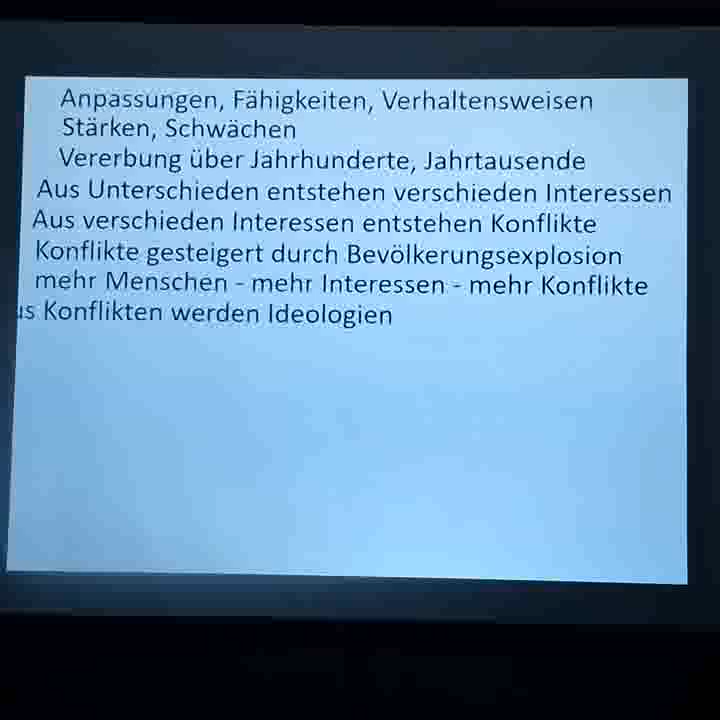 Anpassungen, Fähigkeiten, Verhaltensweisen
Stärken, Schwächen
Vererbung über Jahrhunderte, Jahrtausende
Aus Unterschieden entstehen verschieden Interessen
Aus verschieden Interessen entstehen Konflikte
Konflikte gesteigert durch Bevölkerungsexplosion
mehr Menschen - mehr Interessen - mehr Konflikte
us Konflikten werden Ideologien